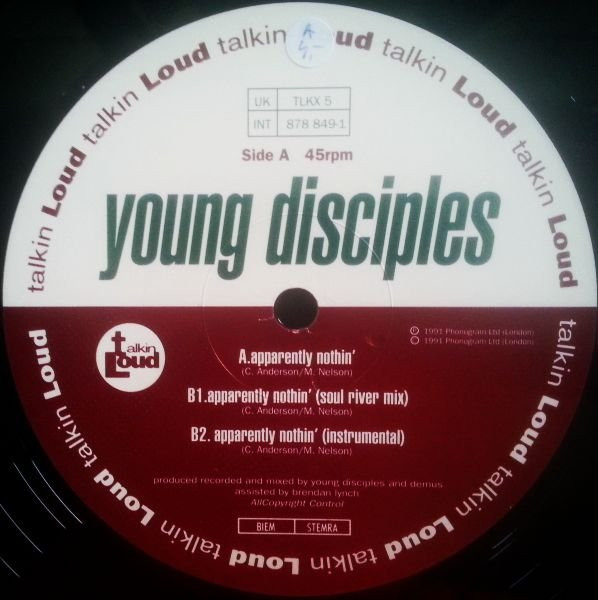 talkin Loud talkin Loud talkin Loud talkin Loud talkin Loud talkin Loud talkin Loud talkin Loud talkin Loud
UK TLKX 5
INT 878 849-1
Side A 45rpm
young disciples
talkin Loud
℗ 1991 Phonogram Ltd (London)
© 1991 Phonogram Ltd (London)
A.apparently nothin'
(C. Anderson/M. Nelson)
B1.apparently nothin' (soul river mix)
(C. Anderson/M. Nelson)
B2. apparently nothin' (instrumental)
(C. Anderson/M. Nelson)
produced recorded and mixed by young disciples and demus
assisted by brendan lynch
AllCopyright Control
BIEM STEMRA